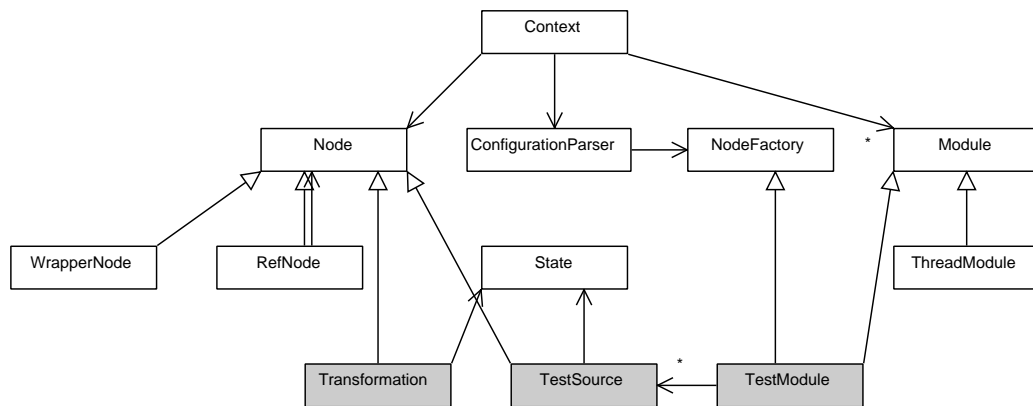 Context
Node
ConfigurationParser
NodeFactory
*
Module
WrapperNode
RefNode
State
ThreadModule
Transformation
TestSource
*
TestModule